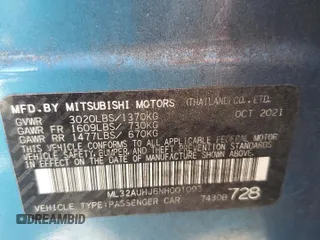 MFD.BY MITSUBISHI MOTORS (THAILAND)CO.,LTD.
OCT 2021
GVWR 3020LBS/1370KG
GAWR FR 1609LBS/ 730KG
GAWR RR 1477LBS/ 670KG
THIS VEHICLE CONFORMS TO ALL APPLICABLE FEDERAL MOTOR VEHICLE SAFETY, BUMPER, AND THEFT PREVENTION STANDARDS IN EFFECT ON THE DATE OF MANUFACTURE SHOWN ABOVE.
VEHICLE TYPE:PASSENGER CAR 7430B 728